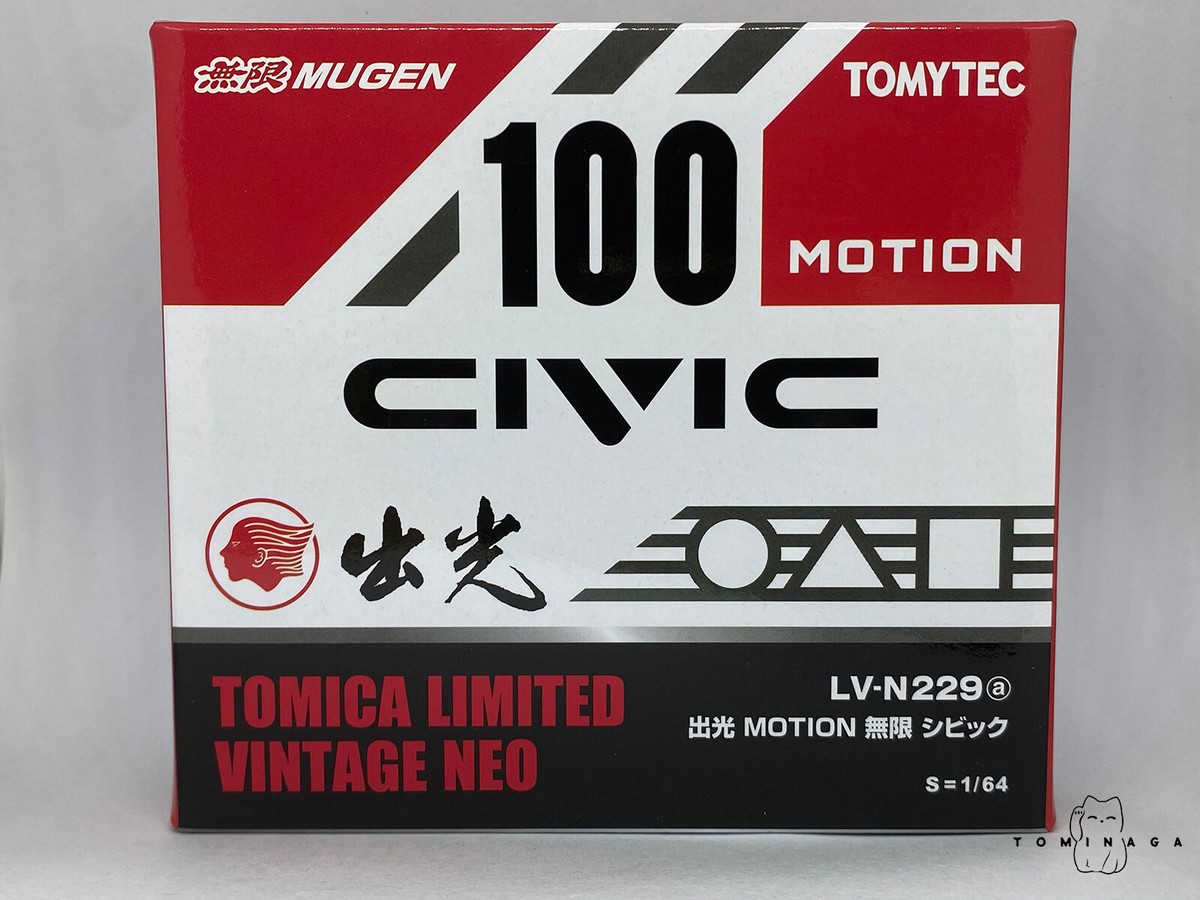 無限 MUGEN
TOMYTEC
100
MOTION
CIVIC
出光
TOMICA LIMITED
VINTAGE NEO
LV-N229ⓐ
出光 MOTION 無限 シビック
S=1/64
TOMINAGA